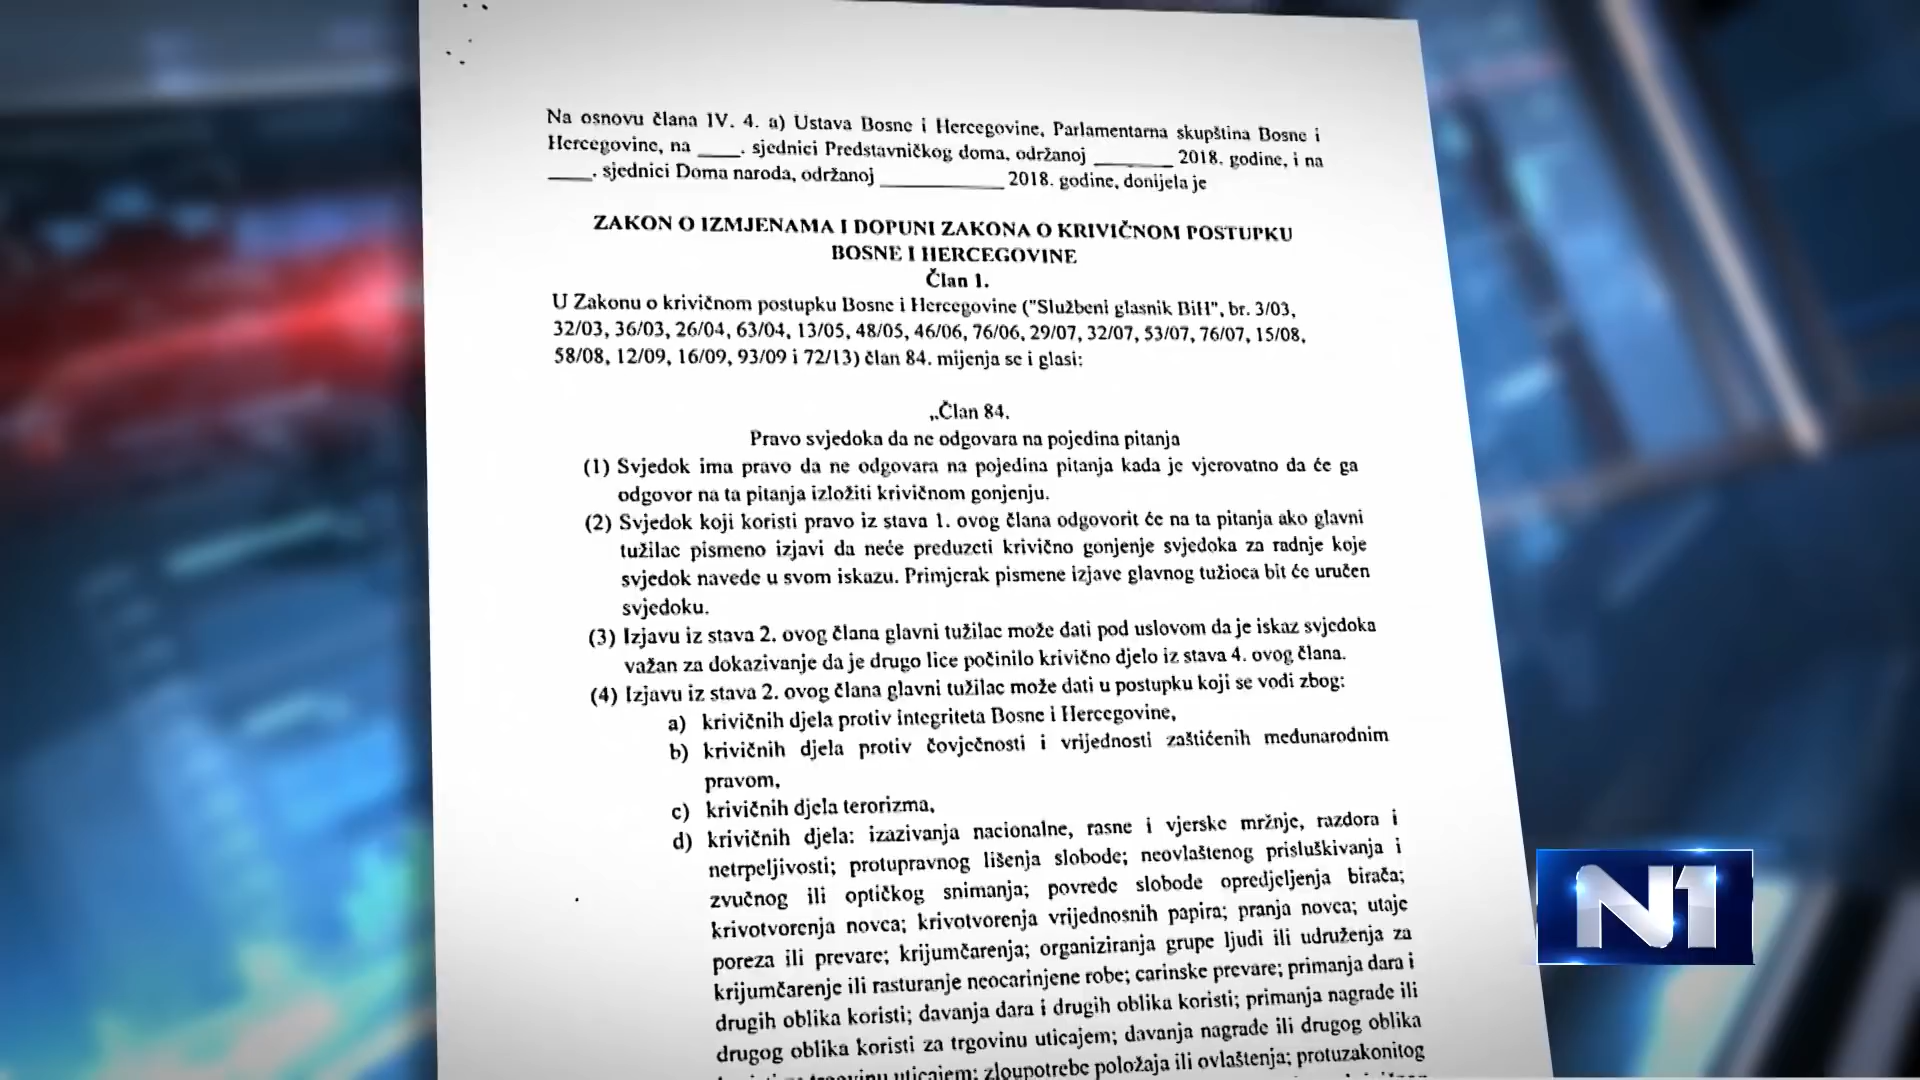 Na osnovu člana IV. 4. a) Ustava Bosne i Hercegovine, Parlamentarna skupština Bosne i
Hercegovine, na ____. sjednici Predstavničkog doma, održanoj ________ 2018. godine, i na
____. sjednici Doma naroda, održanoj ____________ 2018. godine, donijela je
ZAKON O IZMJENAMA I DOPUNI ZAKONA O KRIVIČNOM POSTUPKU
BOSNE I HERCEGOVINE
Član 1.
U Zakonu o krivičnom postupku Bosne i Hercegovine ("Službeni glasnik BiH", br. 3/03,
32/03, 36/03, 26/04, 63/04, 13/05, 48/05, 46/06, 76/06, 29/07, 32/07, 53/07, 76/07, 15/08,
58/08, 12/09, 16/09, 93/09 i 72/13) član 84. mijenja se i glasi:
„Član 84.
Pravo svjedoka da ne odgovara na pojedina pitanja
(1) Svjedok ima pravo da ne odgovara na pojedina pitanja kada je vjerovatno da će ga
odgovor na ta pitanja izložiti krivičnom gonjenju.
(2) Svjedok koji koristi pravo iz stava 1. ovog člana odgovorit će na ta pitanja ako glavni
tužilac pismeno izjavi da neće preduzeti krivično gonjenje svjedoka za radnje koje
svjedok navede u svom iskazu. Primjerak pismene izjave glavnog tužioca bit će uručen
svjedoku.
(3) Izjavu iz stava 2. ovog člana glavni tužilac može dati pod uslovom da je iskaz svjedoka
važan za dokazivanje da je drugo lice počinilo krivično djelo iz stava 4. ovog člana.
(4) Izjavu iz stava 2. ovog člana glavni tužilac može dati u postupku koji se vodi zbog:
a) krivičnih djela protiv integriteta Bosne i Hercegovine,
b) krivičnih djela protiv čovječnosti i vrijednosti zaštićenih međunarodnim
pravom,
c) krivičnih djela terorizma,
d) krivičnih djela: izazivanja nacionalne, rasne i vjerske mržnje, razdora i
netrpeljivosti; protupravnog lišenja slobode; neovlaštenog prisluškivanja i
zvučnog ili optičkog snimanja; povrede slobode opredjeljenja birača;
krivotvorenja novca; krivotvorenja vrijednosnih papira; pranja novca; utaje
poreza ili prevare; krijumčarenja; organiziranja grupe ljudi ili udruženja za
krijumčarenje ili rasturanje neocarinjene robe; carinske prevare; primanja dara i
drugih oblika koristi; davanja dara i drugih oblika koristi; primanja nagrade ili
drugog oblika koristi za trgovinu uticajem; davanja nagrade ili drugog oblika
trgovinu uticajem; zloupotrebe položaja ili ovlaštenja; protuzakonitog
N1